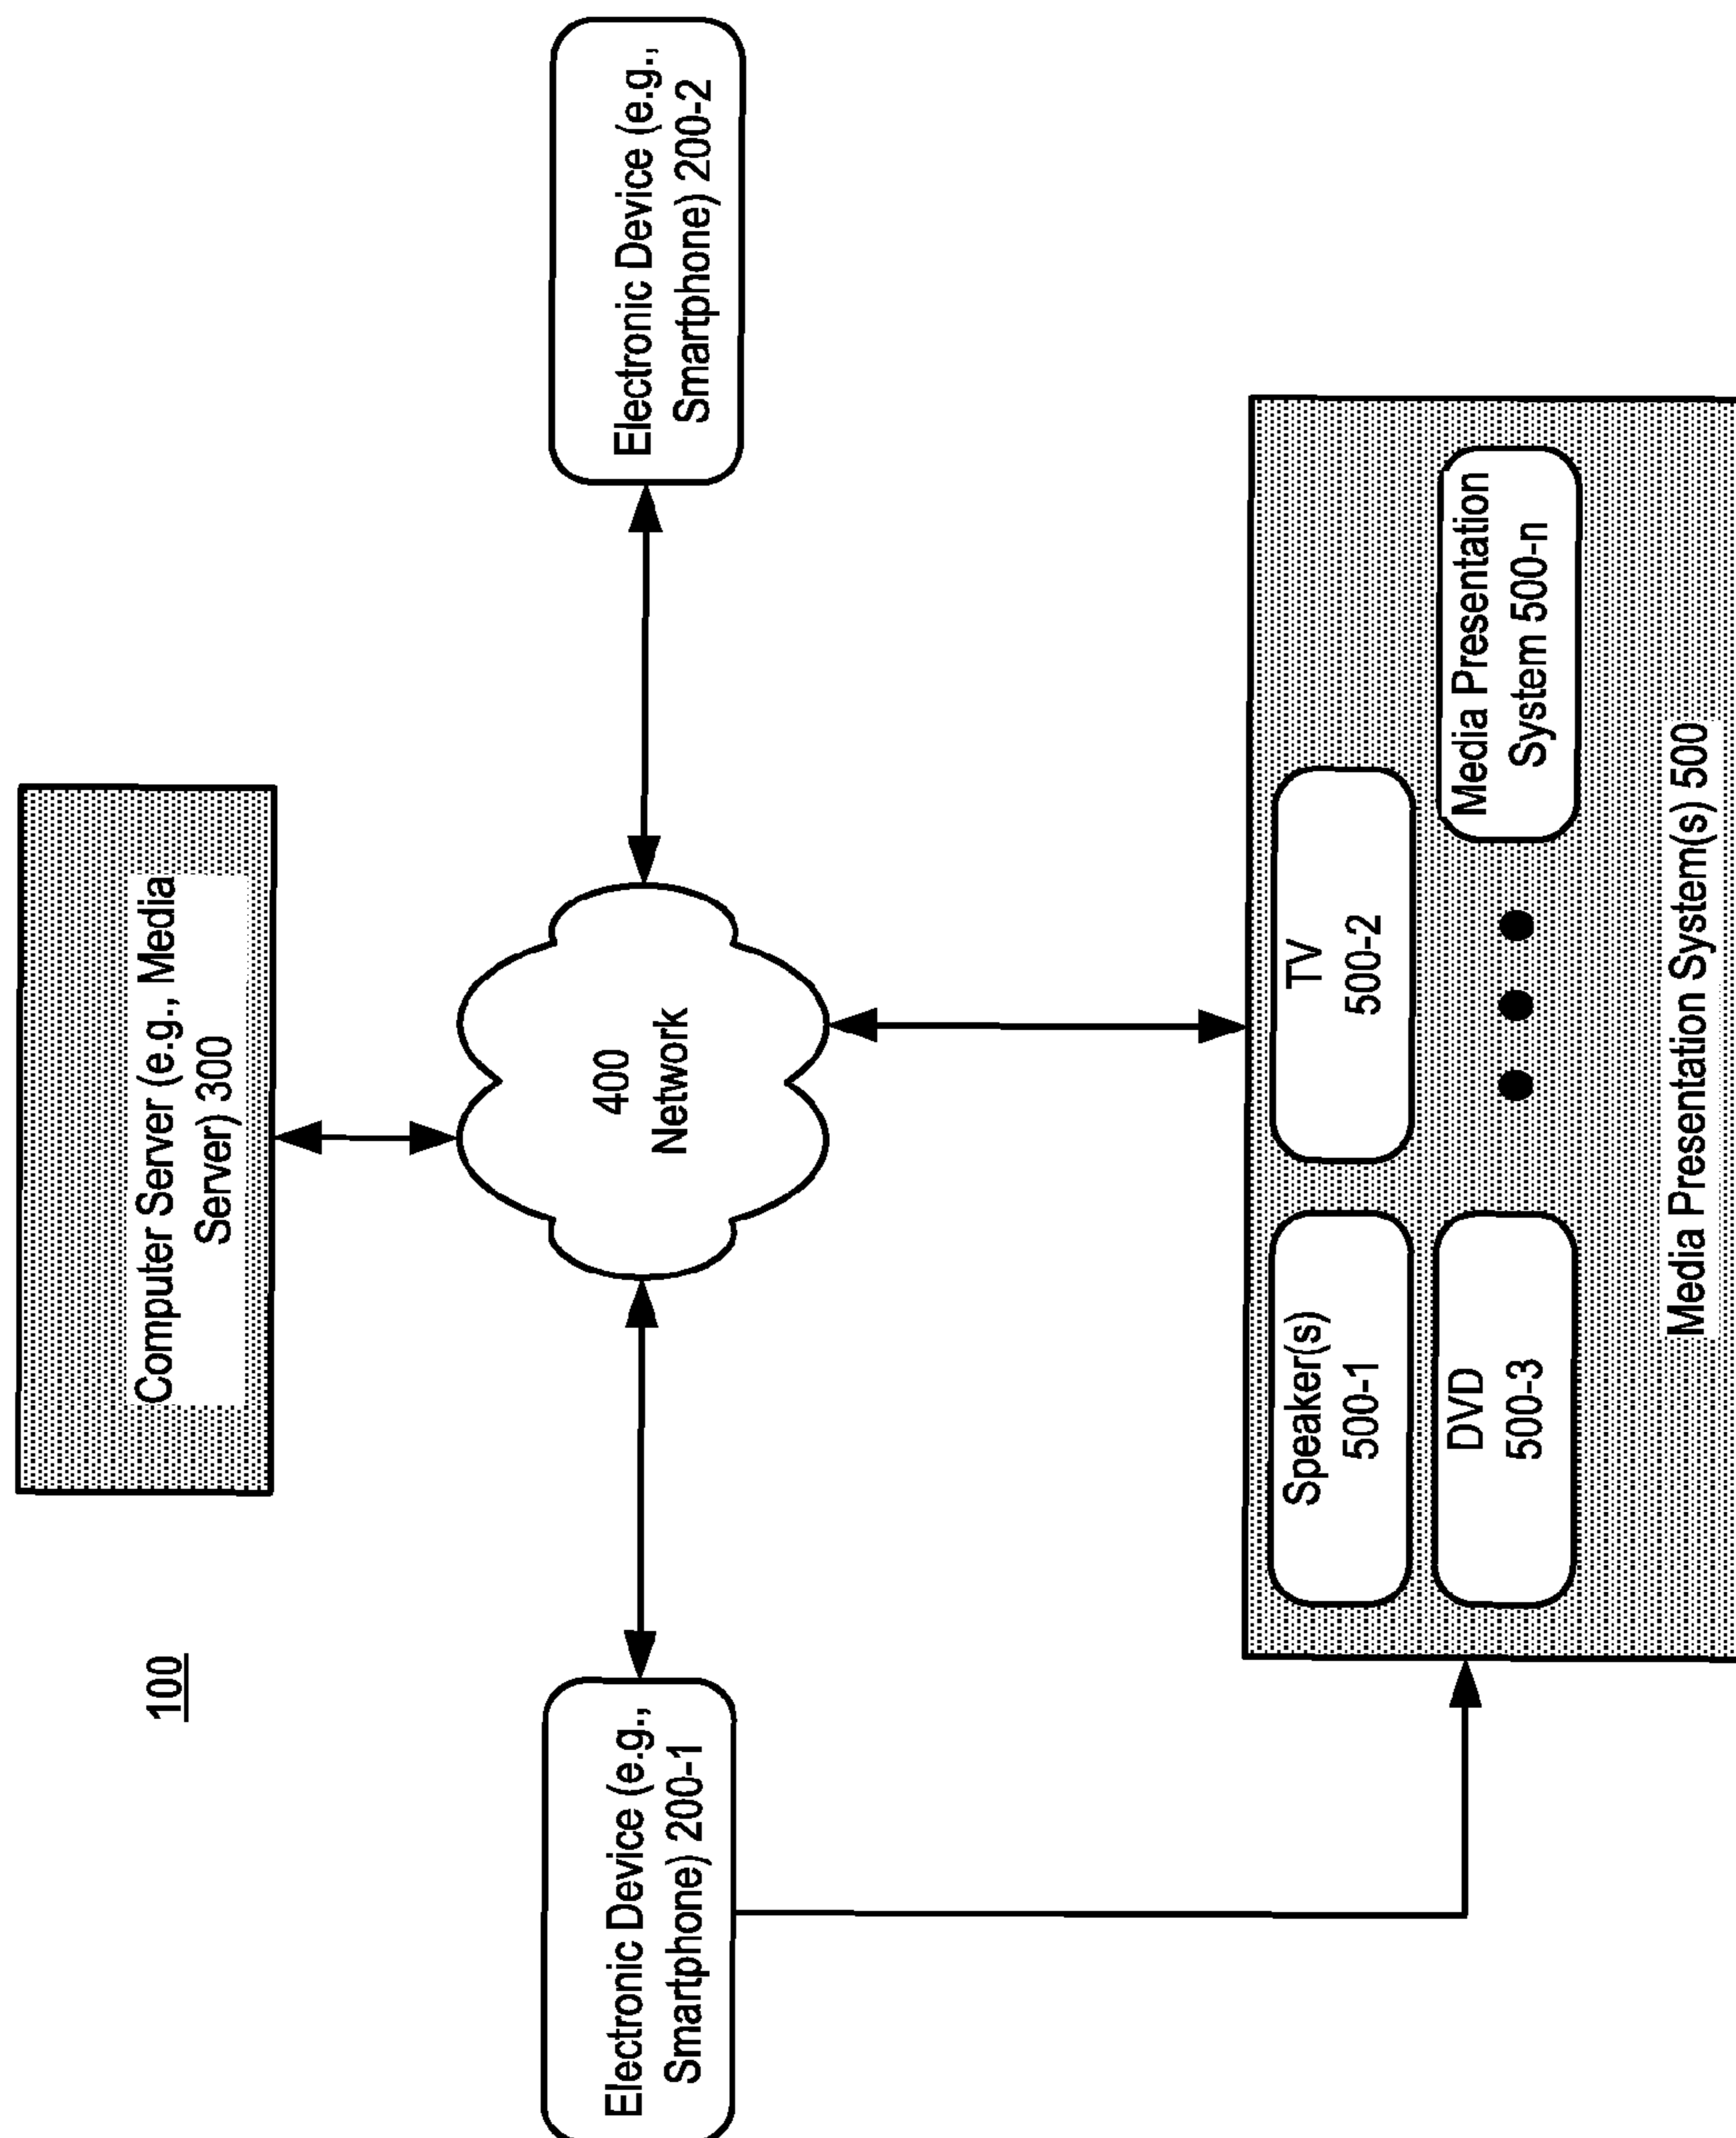 100
Computer Server (e.g., Media
Server) 300
Electronic Device (e.g.,
Smartphone) 200-1
400
Network
Electronic Device (e.g.,
Smartphone) 200-2
Speaker(s)
500-1
TV
500-2
DVD
500-3
Media Presentation
System 500-n
Media Presentation System(s) 500